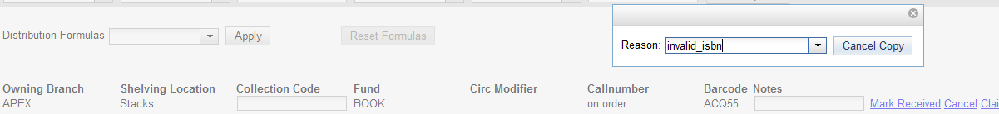 Reason: invalid_isbn Cancel Copy
Distribution Formulas Apply Reset Formulas
Owning Branch Shelving Location Collection Code Fund Circ Modifier Callnumber Barcode Notes
APEX Stacks BOOK on order ACQ55 Mark Received Cancel